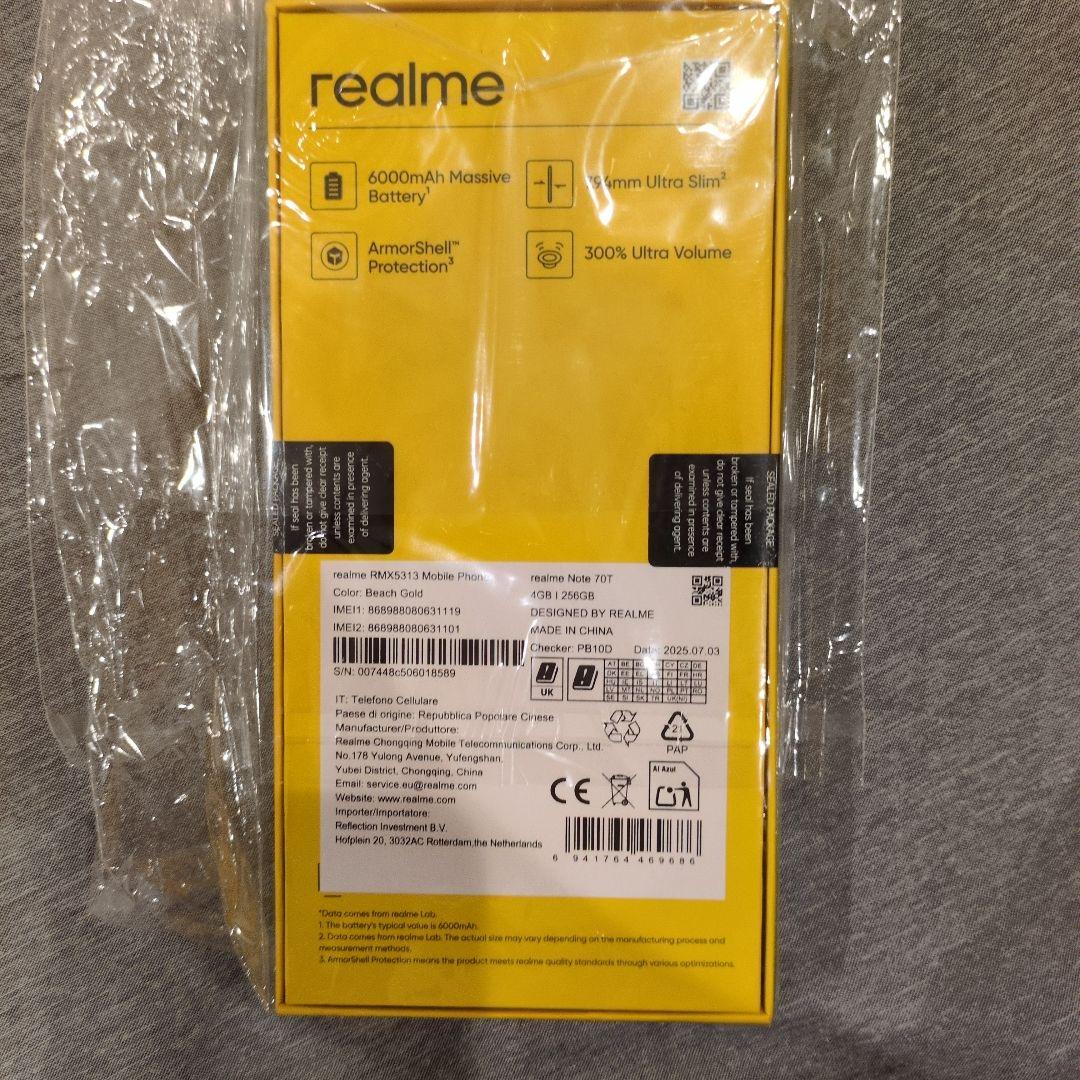 realme
6000mAh Massive
Battery¹
94mm Ultra Slim²
ArmorShell™
Protection³
300% Ultra Volume
If seal has been
broken or tampered with,
do not give clear receipt
unless contents are
examined in presence
of delivering agent.
SEALED PACKAGE
If seal has been
broken or tampered with,
do not give clear receipt
unless contents are
examined in presence
of delivering agent.
realme RMX5313 Mobile Phone
Color: Beach Gold
IMEI1: 868988080631119
IMEI2: 868988080631101
S/N: 007448c506018589
realme Note 70T
4GB | 256GB
DESIGNED BY REALME
MADE IN CHINA
Checker: PB10D Date: 2025.07.03
UK
IT: Telefono Cellulare
Paese di origine: Repubblica Popolare Cinese
Manufacturer/Produttore:
Realme Chongqing Mobile Telecommunications Corp., Ltd.
No.178 Yulong Avenue, Yufengshan,
Yubei District, Chongqing, China
Email: service.eu@realme.com
Website: www.realme.com
Importer/Importatore:
Reflection Investment B.V.
Hofplein 20, 3032AC Rotterdam,the Netherlands
21
PAP
CE
Al Azul
6 941764 469686
*Data comes from realme Lab.
1. The battery's typical value is 6000mAh.
2. Data comes from realme Lab. The actual size may vary depending on the manufacturing process and
measurement methods.
3. ArmorShell Protection means the product meets realme quality standards through various optimizations.